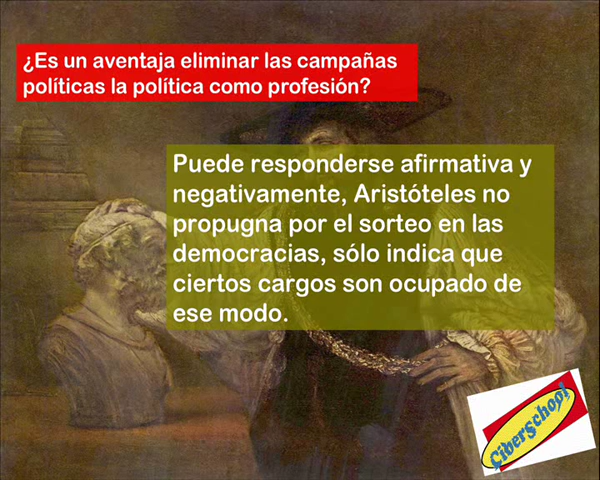 ¿Es un aventaja eliminar las campañas
políticas la política como profesión?
Puede responderse afirmativa y
negativamente, Aristóteles no
propugna por el sorteo en las
democracias, sólo indica que
ciertos cargos son ocupado de
ese modo.
CiberSchool